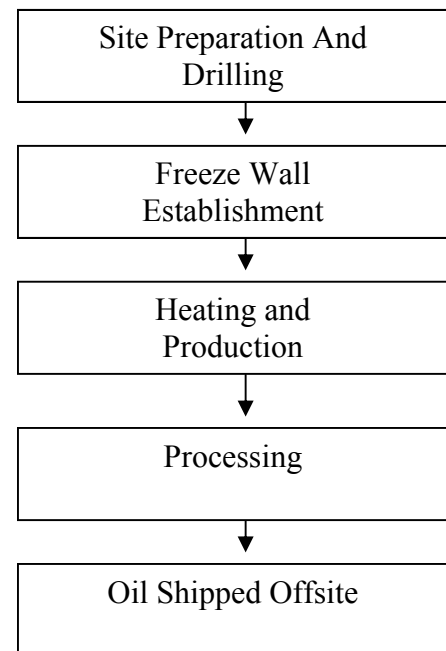 Site Preparation And
Drilling
Freeze Wall
Establishment
Heating and
Production
Processing
Oil Shipped Offsite